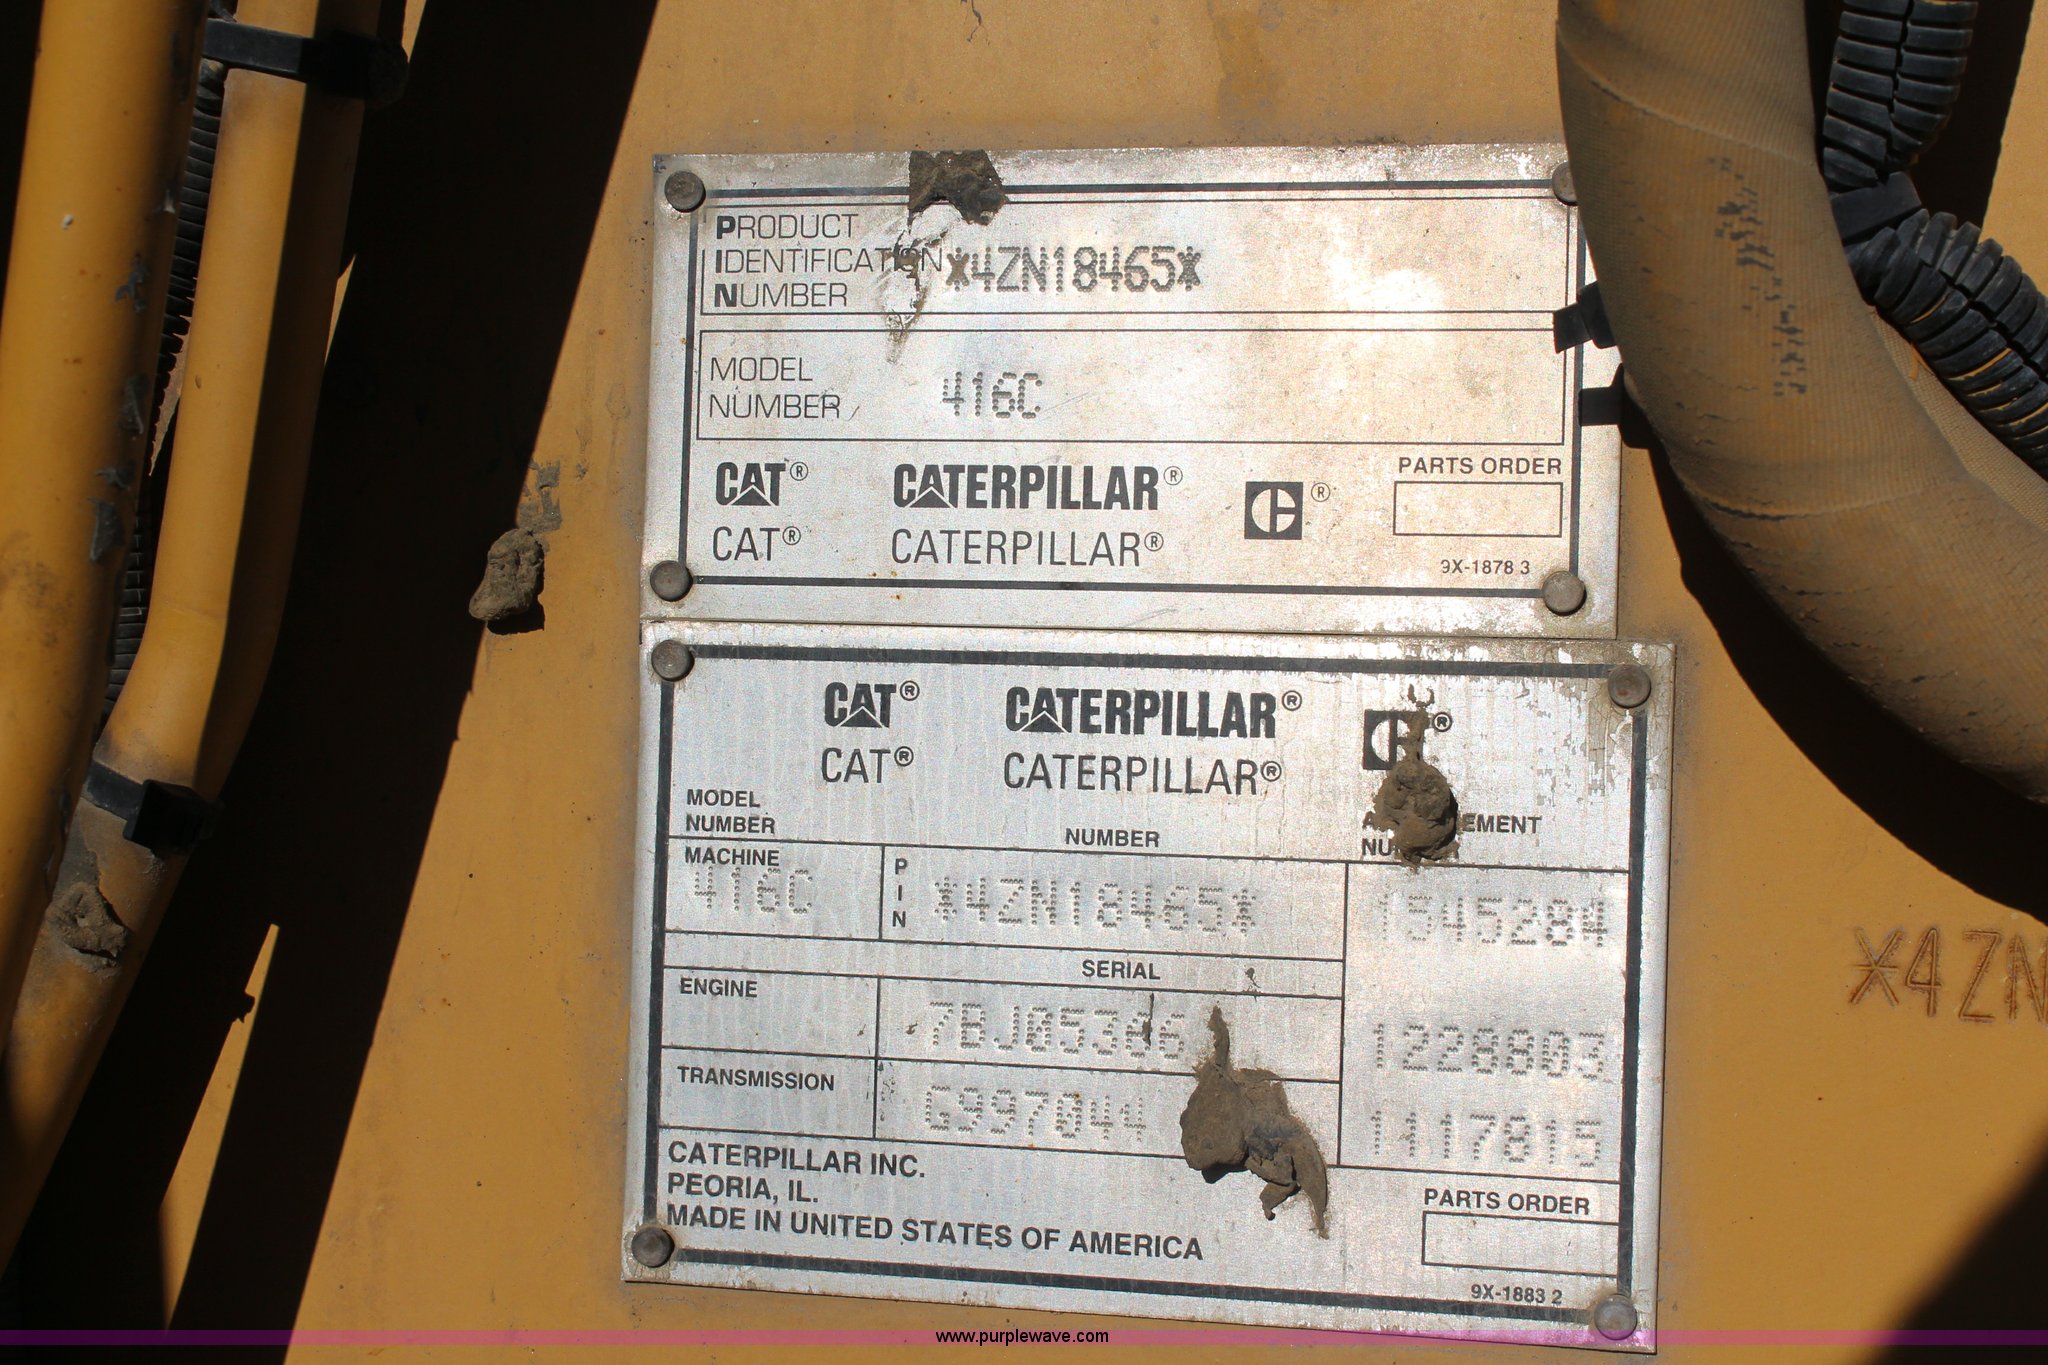 PRODUCT
IDENTIFICATION *4ZN18465*
NUMBER
MODEL
NUMBER 416C
CAT® CATERPILLAR® ®
CAT® CATERPILLAR®
PARTS ORDER
9X-1878 3
CAT® CATERPILLAR® ®
CAT® CATERPILLAR®
MODEL
NUMBER NUMBER
MACHINE
416C
PIN
*4ZN18465*
1545284
SERIAL
ENGINE
1228803
TRANSMISSION
G997044
1117815
CATERPILLAR INC.
PEORIA, IL.
MADE IN UNITED STATES OF AMERICA
PARTS ORDER
9X-1883 2
*4ZN
www.purplewave.com